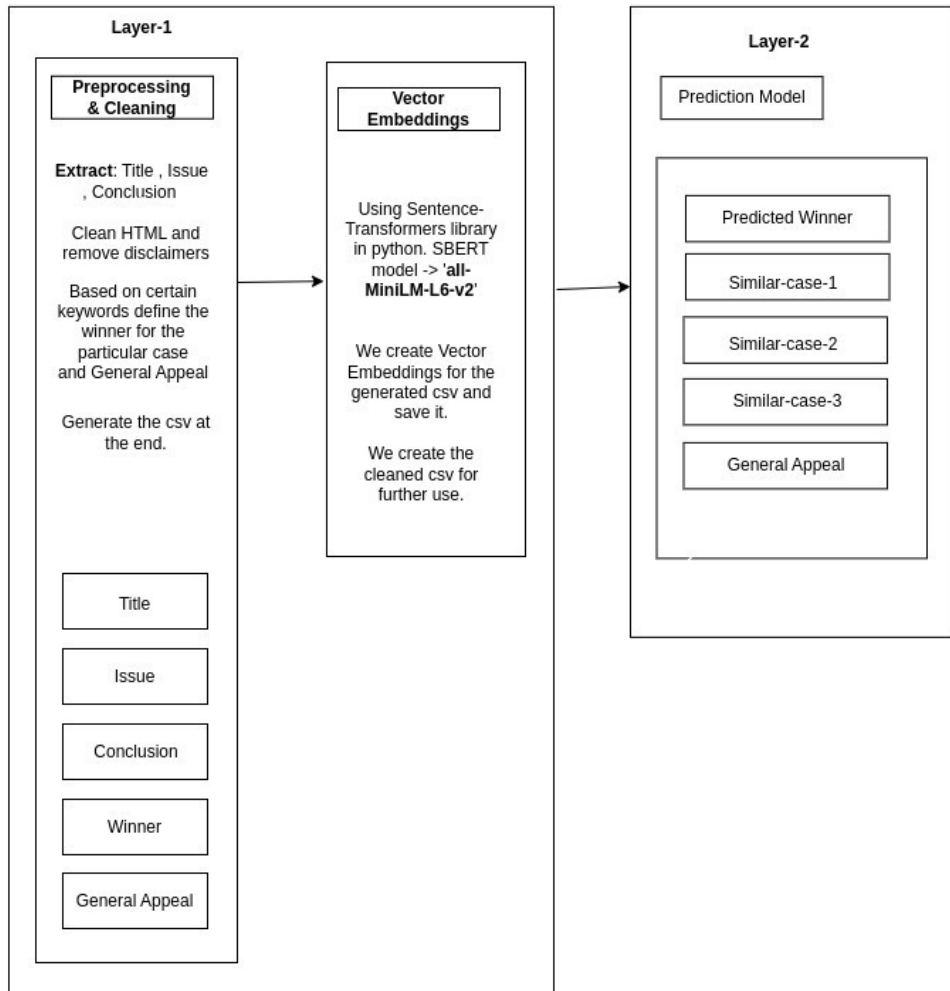 Layer-1
Preprocessing
& Cleaning
Extract: Title , Issue
, Conclusion
Clean HTML and
remove disclaimers
Based on certain
keywords define the
winner for the
particular case
and General Appeal
Generate the csv at
the end.
Title
Issue
Conclusion
Winner
General Appeal
Vector
Embeddings
Using Sentence-
Transformers library
in python. SBERT
model -> 'all-
MiniLM-L6-v2'
We create Vector
Embeddings for the
generated csv and
save it.
We create the
cleaned csv for
further use.
Layer-2
Prediction Model
Predicted Winner
Similar-case-1
Similar-case-2
Similar-case-3
General Appeal